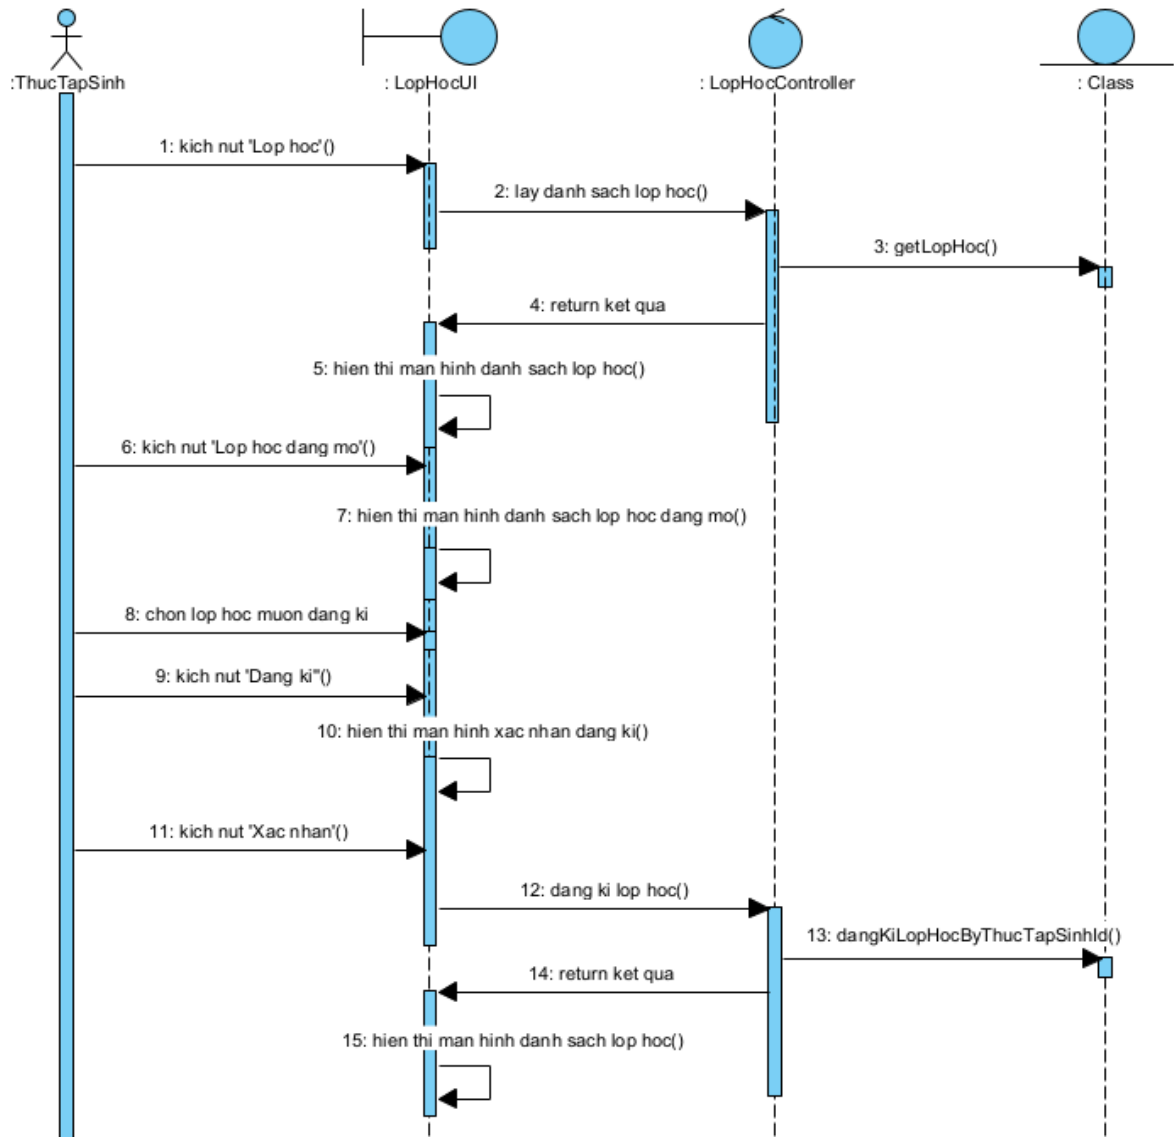 :ThucTapSinh
: LopHocUI
: LopHocController
: Class
1: kich nut 'Lop hoc'()
2: lay danh sach lop hoc()
3: getLopHoc()
4: return ket qua
5: hien thi man hinh danh sach lop hoc()
6: kich nut 'Lop hoc dang mo'()
7: hien thi man hinh danh sach lop hoc dang mo()
8: chon lop hoc muon dang ki
9: kich nut 'Dang ki"()
10: hien thi man hinh xac nhan dang ki()
11: kich nut 'Xac nhan'()
12: dang ki lop hoc()
13: dangKiLopHocByThucTapSinhId()
14: return ket qua
15: hien thi man hinh danh sach lop hoc()